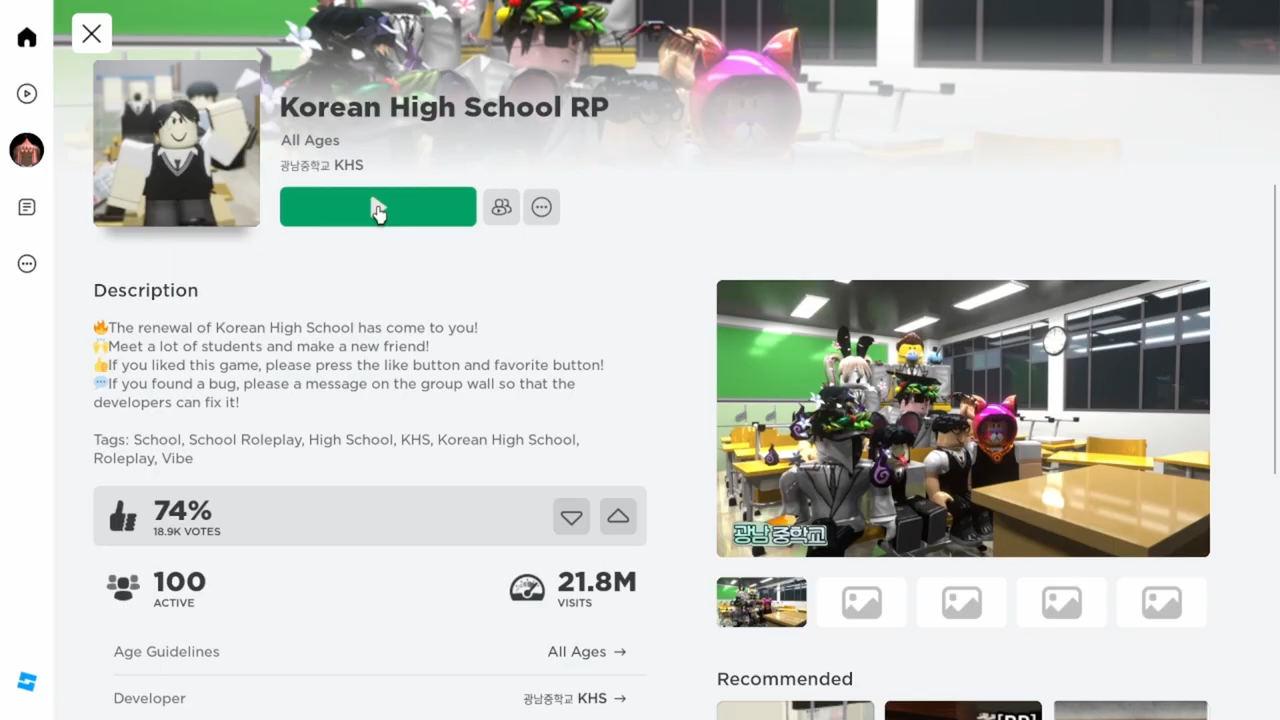 Korean High School RP
All Ages
광남중학교 KHS
Description
🔥The renewal of Korean High School has come to you!
🙌Meet a lot of students and make a new friend!
👍If you liked this game, please press the like button and favorite button!
💬If you found a bug, please a message on the group wall so that the
developers can fix it!
Tags: School, School Roleplay, High School, KHS, Korean High School,
Roleplay, Vibe
74%
18.9K VOTES
100
ACTIVE
21.8M
VISITS
Age Guidelines
All Ages →
Developer
광남중학교 KHS →
광남중학교
Recommended